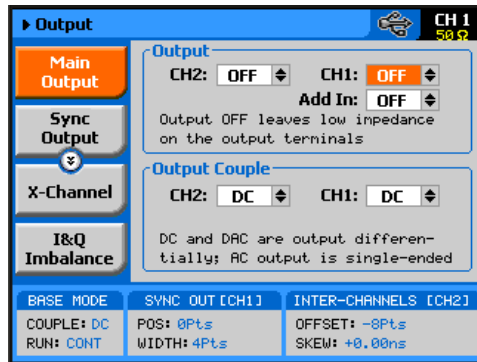 Output
CH 1
50 Ω
Main
Output
Sync
Output
X-Channel
I&Q
Imbalance
Output
CH2: OFF CH1: OFF
Add In: OFF
Output OFF leaves low impedance
on the output terminals
Output Couple
CH2: DC CH1: DC
DC and DAC are output differen-
tially; AC output is single-ended
BASE MODE
COUPLE: DC
RUN: CONT
SYNC OUT [CH1]
POS: 0Pts
WIDTH: 4Pts
INTER-CHANNELS [CH2]
OFFSET: -8Pts
SKEW: +0.00ns